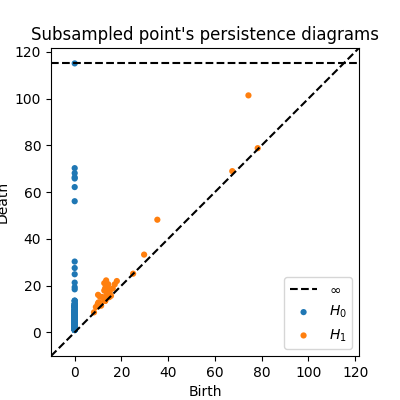 Subsampled point's persistence diagrams
120
100
80
60
40
20
0
Death
∞
H₀
H₁
0 20 40 60 80 100 120
Birth